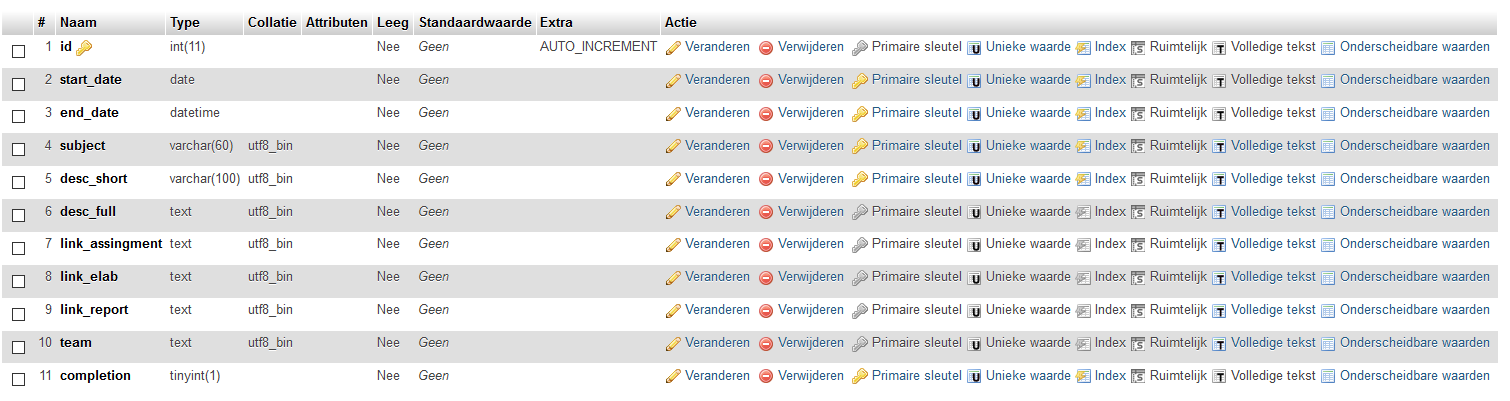 # Naam Type Collatie Attributen Leeg Standaardwaarde Extra Actie
1 id int(11) Nee Geen AUTO_INCREMENT Veranderen Verwijderen Primaire sleutel U Unieke waarde Index S Ruimtelijk T Volledige tekst Onderscheidbare waarden
2 start_date date Nee Geen Veranderen Verwijderen Primaire sleutel U Unieke waarde Index S Ruimtelijk T Volledige tekst Onderscheidbare waarden
3 end_date datetime Nee Geen Veranderen Verwijderen Primaire sleutel U Unieke waarde Index S Ruimtelijk T Volledige tekst Onderscheidbare waarden
4 subject varchar(60) utf8_bin Nee Geen Veranderen Verwijderen Primaire sleutel U Unieke waarde Index S Ruimtelijk T Volledige tekst Onderscheidbare waarden
5 desc_short varchar(100) utf8_bin Nee Geen Veranderen Verwijderen Primaire sleutel U Unieke waarde Index S Ruimtelijk T Volledige tekst Onderscheidbare waarden
6 desc_full text utf8_bin Nee Geen Veranderen Verwijderen Primaire sleutel U Unieke waarde Index S Ruimtelijk T Volledige tekst Onderscheidbare waarden
7 link_assingment text utf8_bin Nee Geen Veranderen Verwijderen Primaire sleutel U Unieke waarde Index S Ruimtelijk T Volledige tekst Onderscheidbare waarden
8 link_elab text utf8_bin Nee Geen Veranderen Verwijderen Primaire sleutel U Unieke waarde Index S Ruimtelijk T Volledige tekst Onderscheidbare waarden
9 link_report text utf8_bin Nee Geen Veranderen Verwijderen Primaire sleutel U Unieke waarde Index S Ruimtelijk T Volledige tekst Onderscheidbare waarden
10 team text utf8_bin Nee Geen Veranderen Verwijderen Primaire sleutel U Unieke waarde Index S Ruimtelijk T Volledige tekst Onderscheidbare waarden
11 completion tinyint(1) Nee Geen Veranderen Verwijderen Primaire sleutel U Unieke waarde Index S Ruimtelijk T Volledige tekst Onderscheidbare waarden